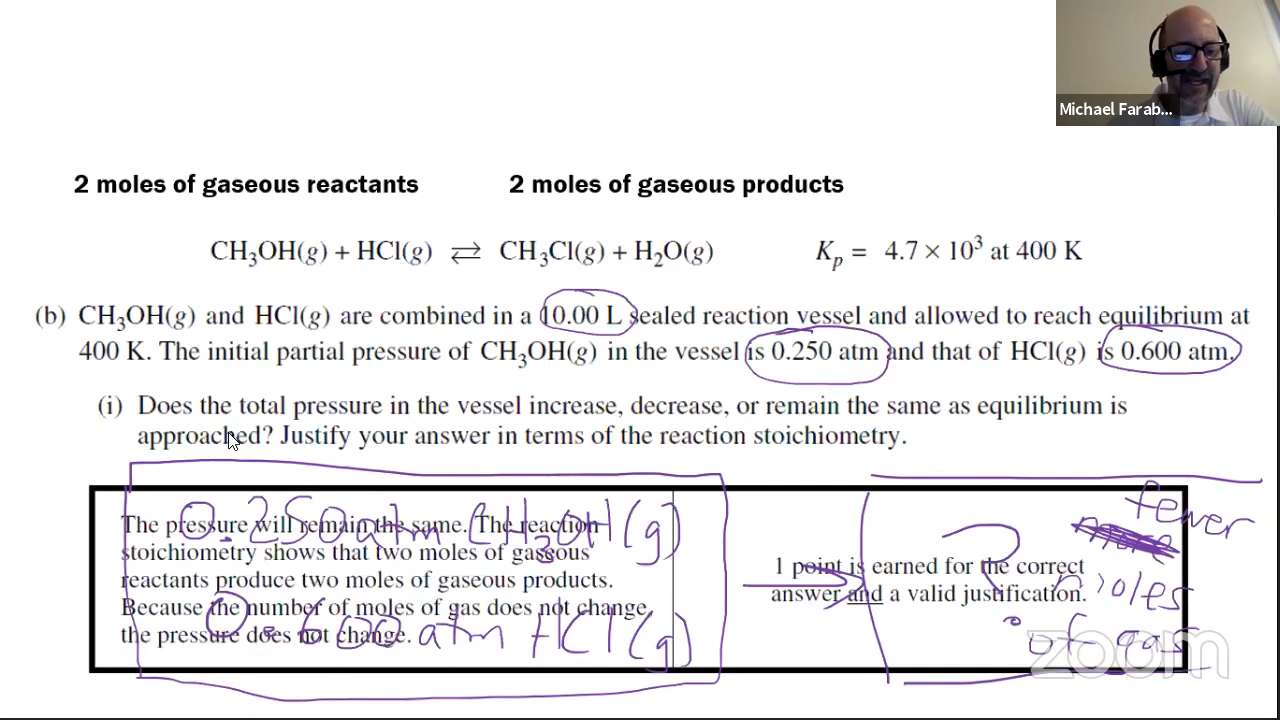 Michael Farab...
2 moles of gaseous reactants 2 moles of gaseous products
CH₃OH(g) + HCl(g) ⇄ CH₃Cl(g) + H₂O(g) Kₚ = 4.7 × 10³ at 400 K
(b) CH₃OH(g) and HCl(g) are combined in a 10.00 L sealed reaction vessel and allowed to reach equilibrium at
400 K. The initial partial pressure of CH₃OH(g) in the vessel is 0.250 atm and that of HCl(g) is 0.600 atm.
(i) Does the total pressure in the vessel increase, decrease, or remain the same as equilibrium is
approached? Justify your answer in terms of the reaction stoichiometry.
The pressure will remain the same. The reaction
stoichiometry shows that two moles of gaseous
reactants produce two moles of gaseous products.
Because the number of moles of gas does not change,
the pressure does not change.
1 point is earned for the correct
answer and a valid justification.
0.250 atm CH₃OH(g)
0.600 atm HCl(g)
?
fewer
more
moles
of gas
zoom